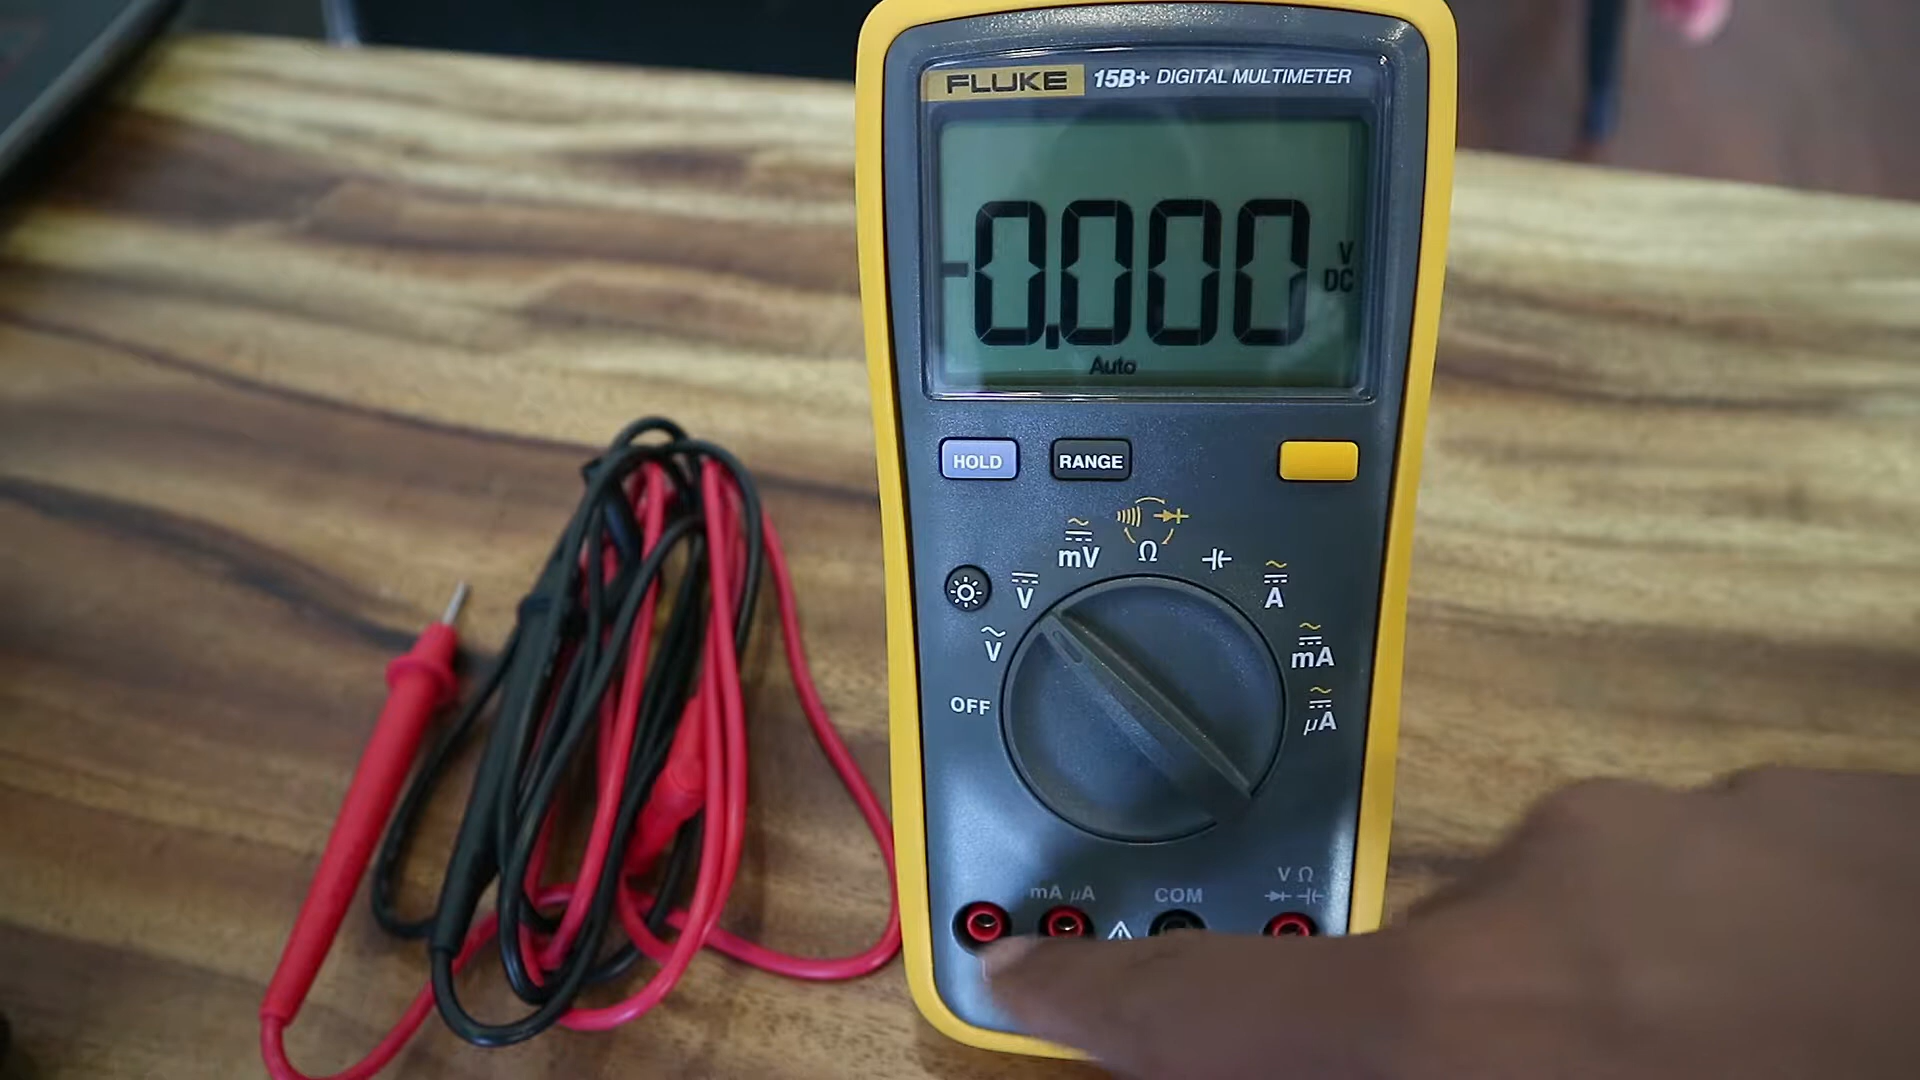 FLUKE 15B+ DIGITAL MULTIMETER
-0.000 V DC
Auto
HOLD RANGE
mV Ω
V A
V mA
OFF µA
mA µA COM V Ω